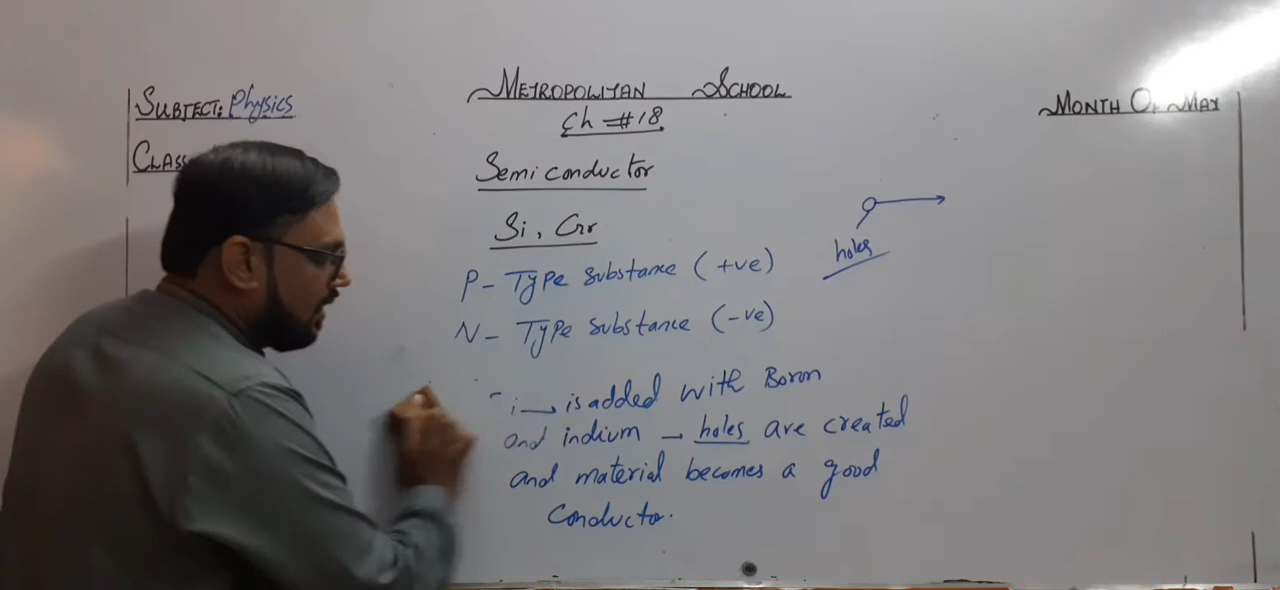 METROPOLITAN SCHOOL
SUBJECT: Physics
MONTH OF MAY
Ch #18
CLASS
Semi conductor
Si, Gr
holes
P- Type substance (+ve)
N- Type substance (-ve)
is added with Boron
and indium → holes are created
and material becomes a good
Conductor.